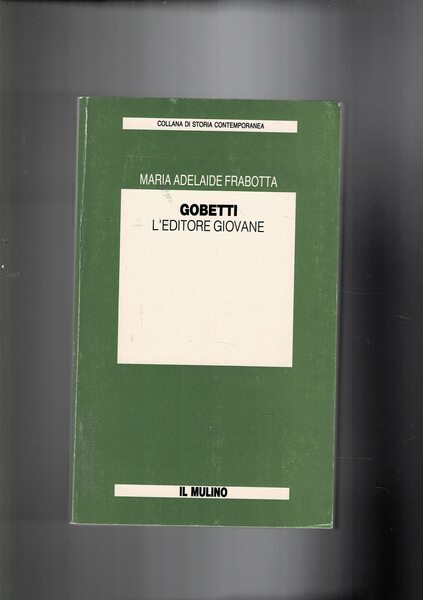 COLLANA DI STORIA CONTEMPORANEA
MARIA ADELAIDE FRABOTTA
GOBETTI
L'EDITORE GIOVANE
IL MULINO